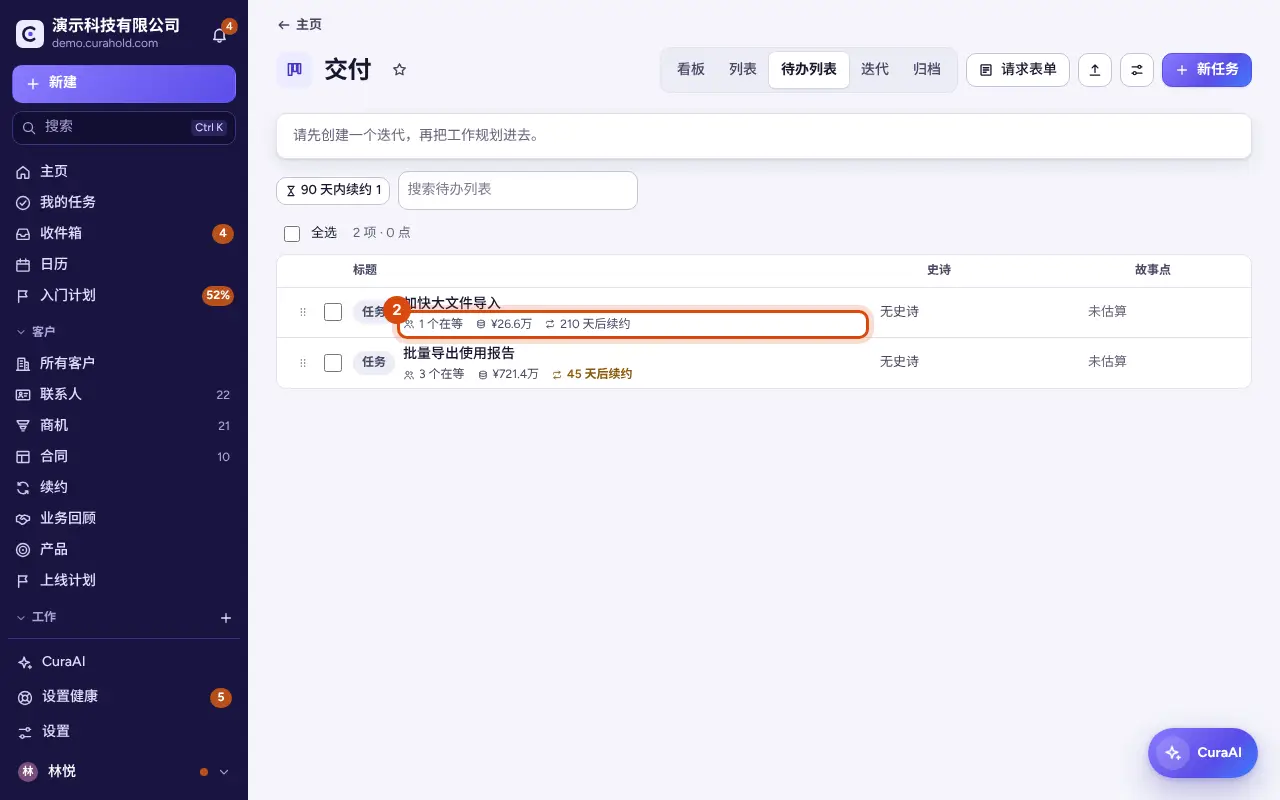 演示科技有限公司
demo.curahold.com
4
新建
搜索
Ctrl K
主页
我的任务
收件箱
4
日历
入门计划
52%
客户
所有客户
联系人
22
商机
21
合同
10
续约
业务回顾
产品
上线计划
工作
CuraAI
设置健康
5
设置
林
林悦
主页
交付
看板
列表
待办列表
迭代
归档
请求表单
新任务
请先创建一个迭代，再把工作规划进去。
90 天内续约 1
搜索待办列表
全选
2 项 · 0 点
标题
史诗
故事点
任务
2
加快大文件导入
1 个在等
¥26.6万
210 天后续约
无史诗
未估算
任务
批量导出使用报告
3 个在等
¥721.4万
45 天后续约
无史诗
未估算
CuraAI